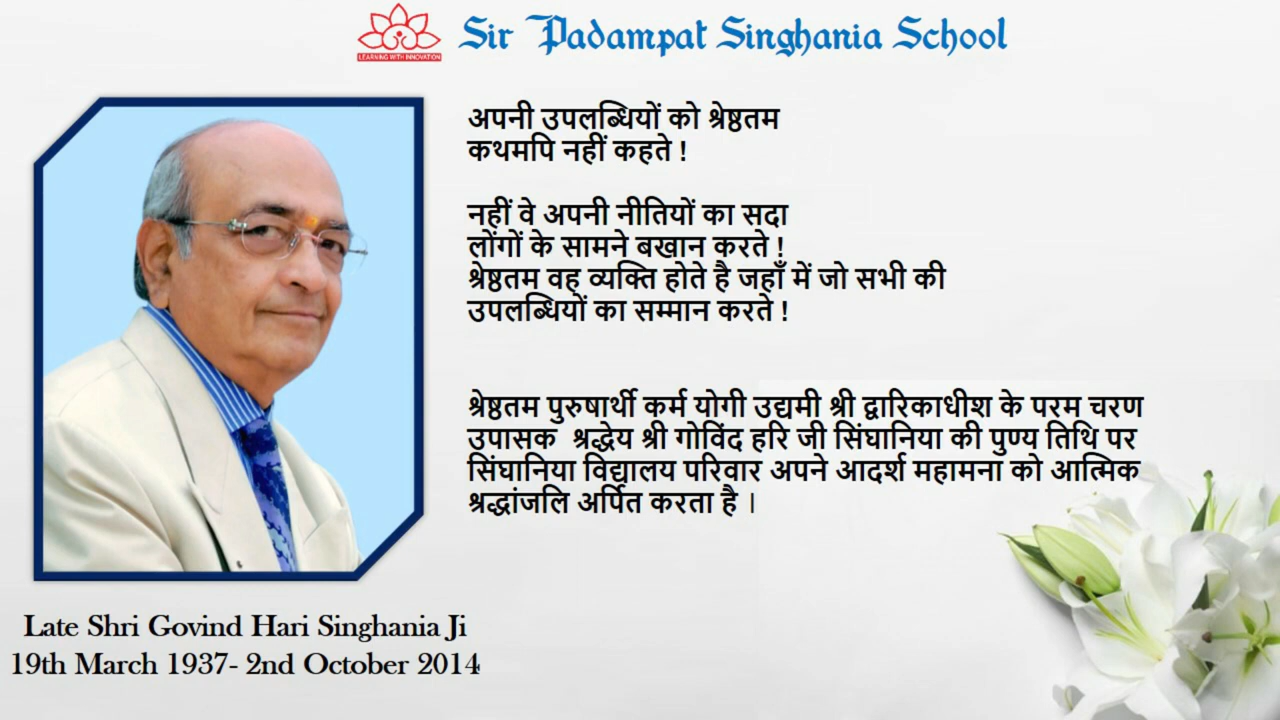 Sir Padampat Singhania School
LEARNING WITH INNOVATION
अपनी उपलब्धियों को श्रेष्ठतम
कथमपि नहीं कहते !
नहीं वे अपनी नीतियों का सदा
लोंगों के सामने बखान करते !
श्रेष्ठतम वह व्यक्ति होते है जहाँ में जो सभी की
उपलब्धियों का सम्मान करते !
श्रेष्ठतम पुरुषार्थी कर्म योगी उद्यमी श्री द्वारिकाधीश के परम चरण
उपासक श्रद्धेय श्री गोविंद हरि जी सिंघानिया की पुण्य तिथि पर
सिंघानिया विद्यालय परिवार अपने आदर्श महामना को आत्मिक
श्रद्धांजलि अर्पित करता है ।
Late Shri Govind Hari Singhania Ji
19th March 1937- 2nd October 2014